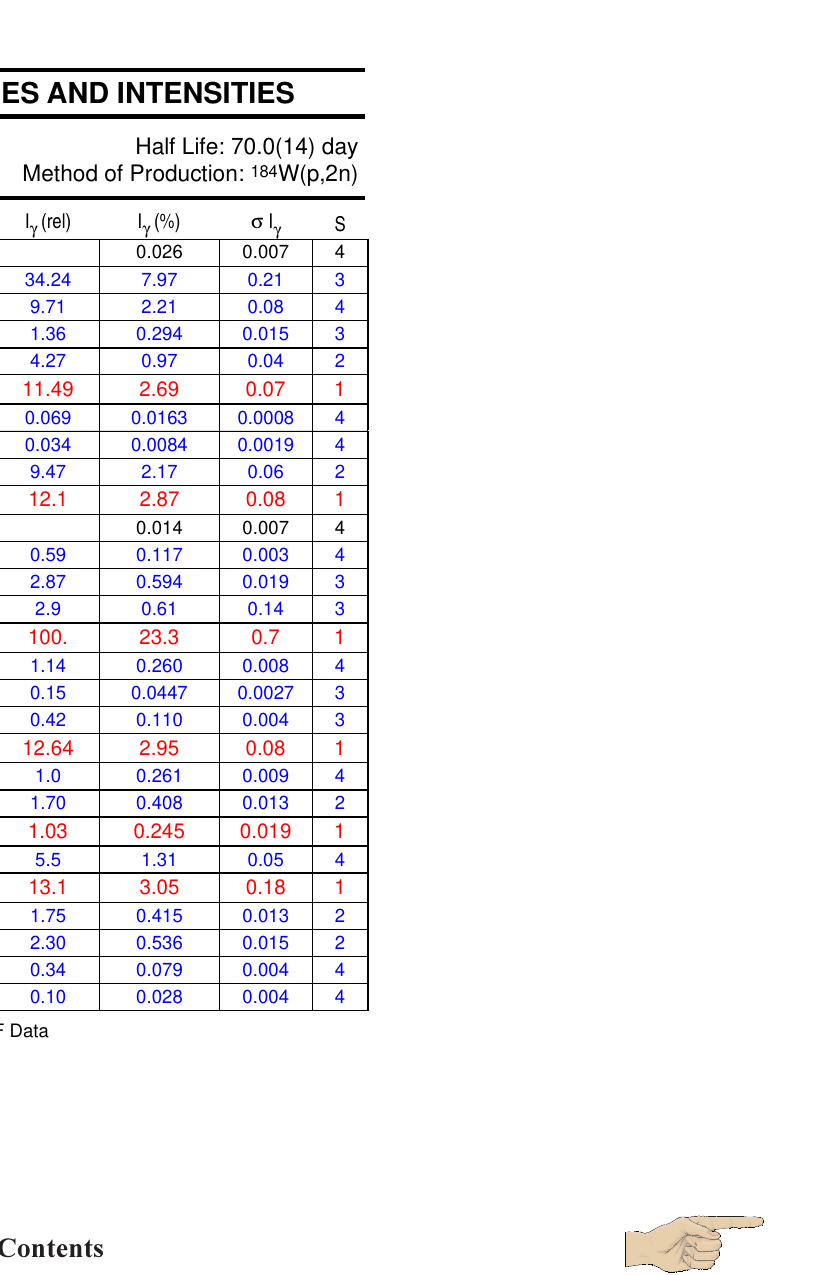 ES AND INTENSITIES
Half Life: 70.0(14) day
Method of Production: 184W(p,2n)
Iγ (rel) Iγ (%) σ Iγ S
0.026 0.007 4
34.24 7.97 0.21 3
9.71 2.21 0.08 4
1.36 0.294 0.015 3
4.27 0.97 0.04 2
11.49 2.69 0.07 1
0.069 0.0163 0.0008 4
0.034 0.0084 0.0019 4
9.47 2.17 0.06 2
12.1 2.87 0.08 1
0.014 0.007 4
0.59 0.117 0.003 4
2.87 0.594 0.019 3
2.9 0.61 0.14 3
100. 23.3 0.7 1
1.14 0.260 0.008 4
0.15 0.0447 0.0027 3
0.42 0.110 0.004 3
12.64 2.95 0.08 1
1.0 0.261 0.009 4
1.70 0.408 0.013 2
1.03 0.245 0.019 1
5.5 1.31 0.05 4
13.1 3.05 0.18 1
1.75 0.415 0.013 2
2.30 0.536 0.015 2
0.34 0.079 0.004 4
0.10 0.028 0.004 4
F Data
Contents